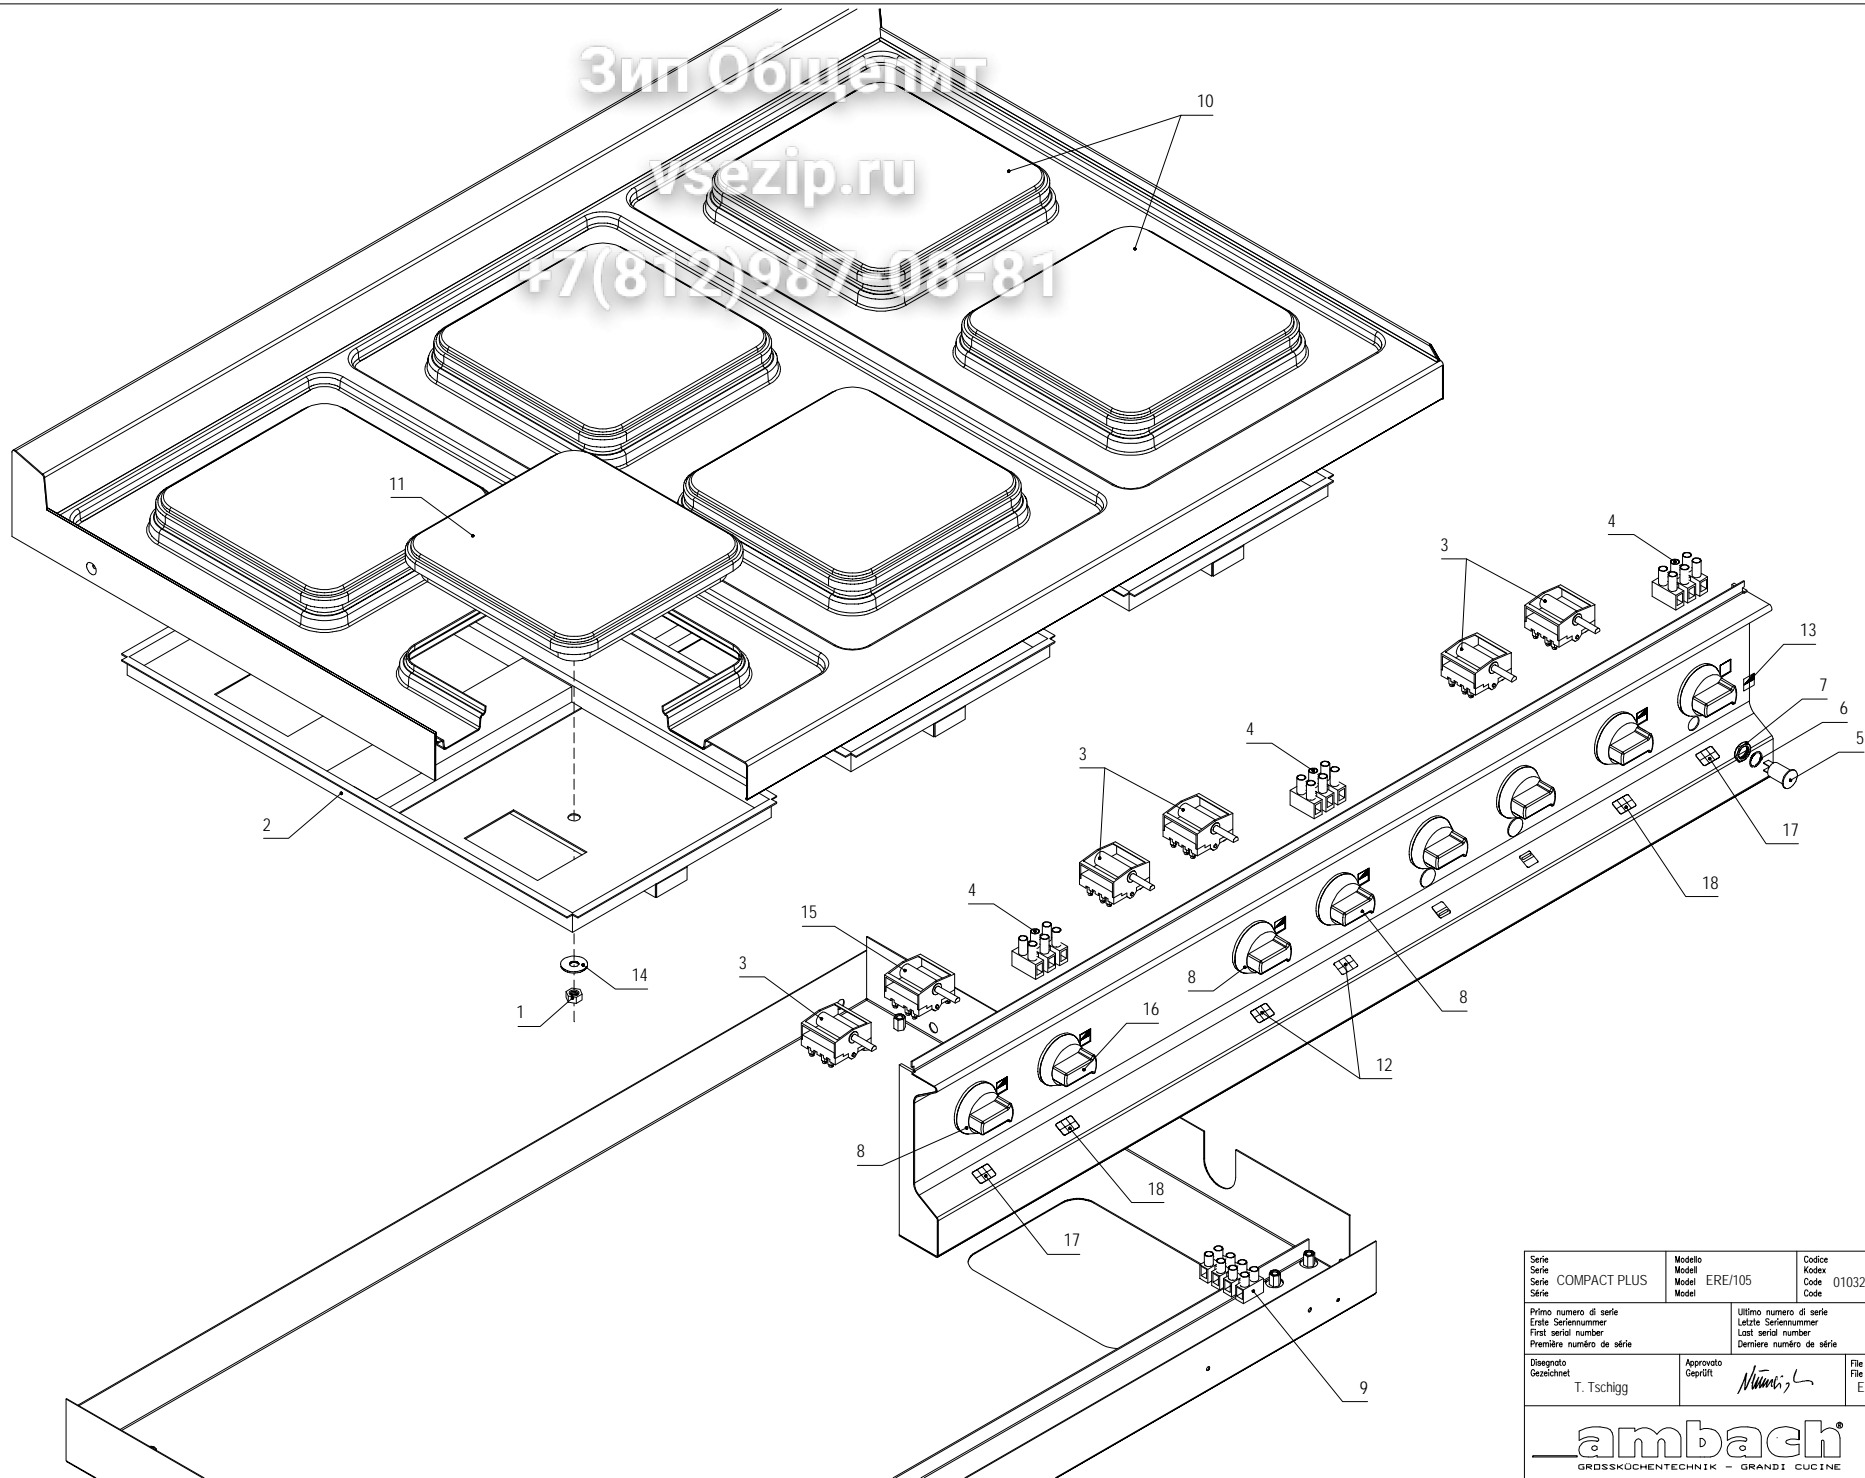 Зип Общепит
vsezip.ru
+7(812)987-08-81
10
11
4
3
13
7
6
5
4
3
2
17
18
4
15
3
14
1
8
8
16
12
8
18
17
9
Serie
Serie
Serie COMPACT PLUS
Série
Modello
Modell
Model ERE/105
Model
Codice
Kodex
Code 01032
Code
Primo numero di serie
Erste Seriennummer
First serial number
Première numéro de série
Ultimo numero di serie
Letzte Seriennummer
Last serial number
Derniere numéro de série
Disegnato
Gezeichnet
T. Tschigg
Approvato
Geprüft
File
File
E
ambach®
GROSSKÜCHENTECHNIK – GRANDI CUCINE